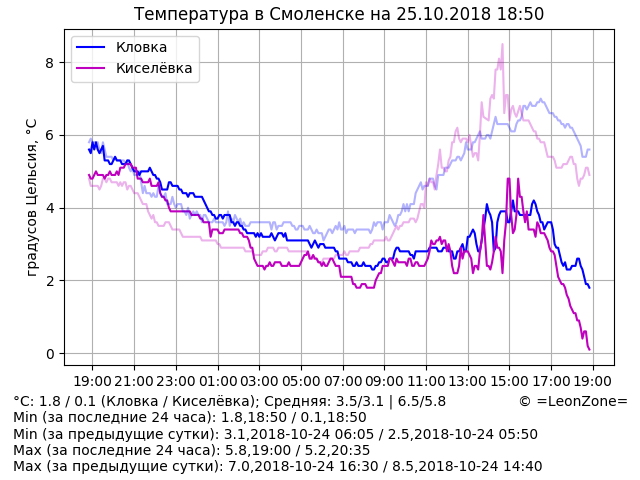 Температура в Смоленске на 25.10.2018 18:50
Кловка
Киселёвка
градусов Цельсия, °C
8
6
4
2
0
19:00 21:00 23:00 01:00 03:00 05:00 07:00 09:00 11:00 13:00 15:00 17:00 19:00
°C: 1.8 / 0.1 (Кловка / Киселёвка); Средняя: 3.5/3.1 | 6.5/5.8 © =LeonZone=
Min (за последние 24 часа): 1.8,18:50 / 0.1,18:50
Min (за предыдущие сутки): 3.1,2018-10-24 06:05 / 2.5,2018-10-24 05:50
Max (за последние 24 часа): 5.8,19:00 / 5.2,20:35
Max (за предыдущие сутки): 7.0,2018-10-24 16:30 / 8.5,2018-10-24 14:40